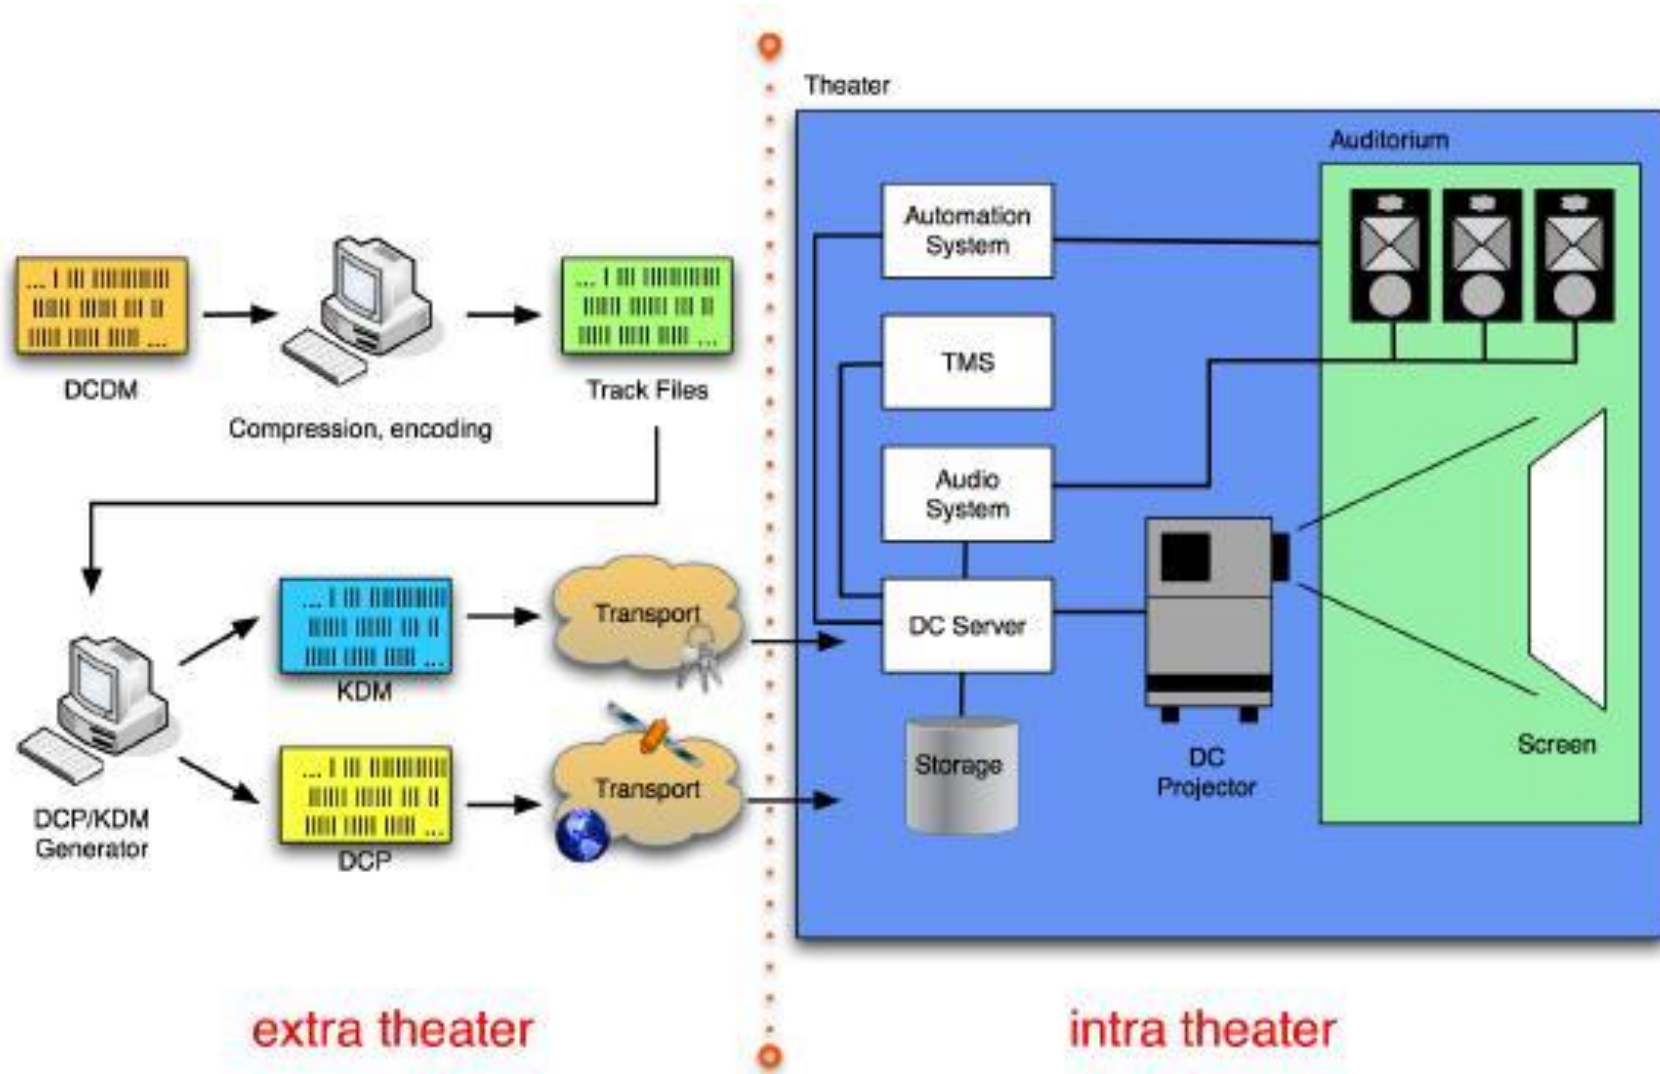 Theater
Auditorium
Automation
System
TMS
Audio
System
DC Server
Storage
DC
Projector
Screen
DCDM
Compression, encoding
Track Files
DCP/KDM
Generator
KDM
DCP
Transport
Transport
extra theater
intra theater